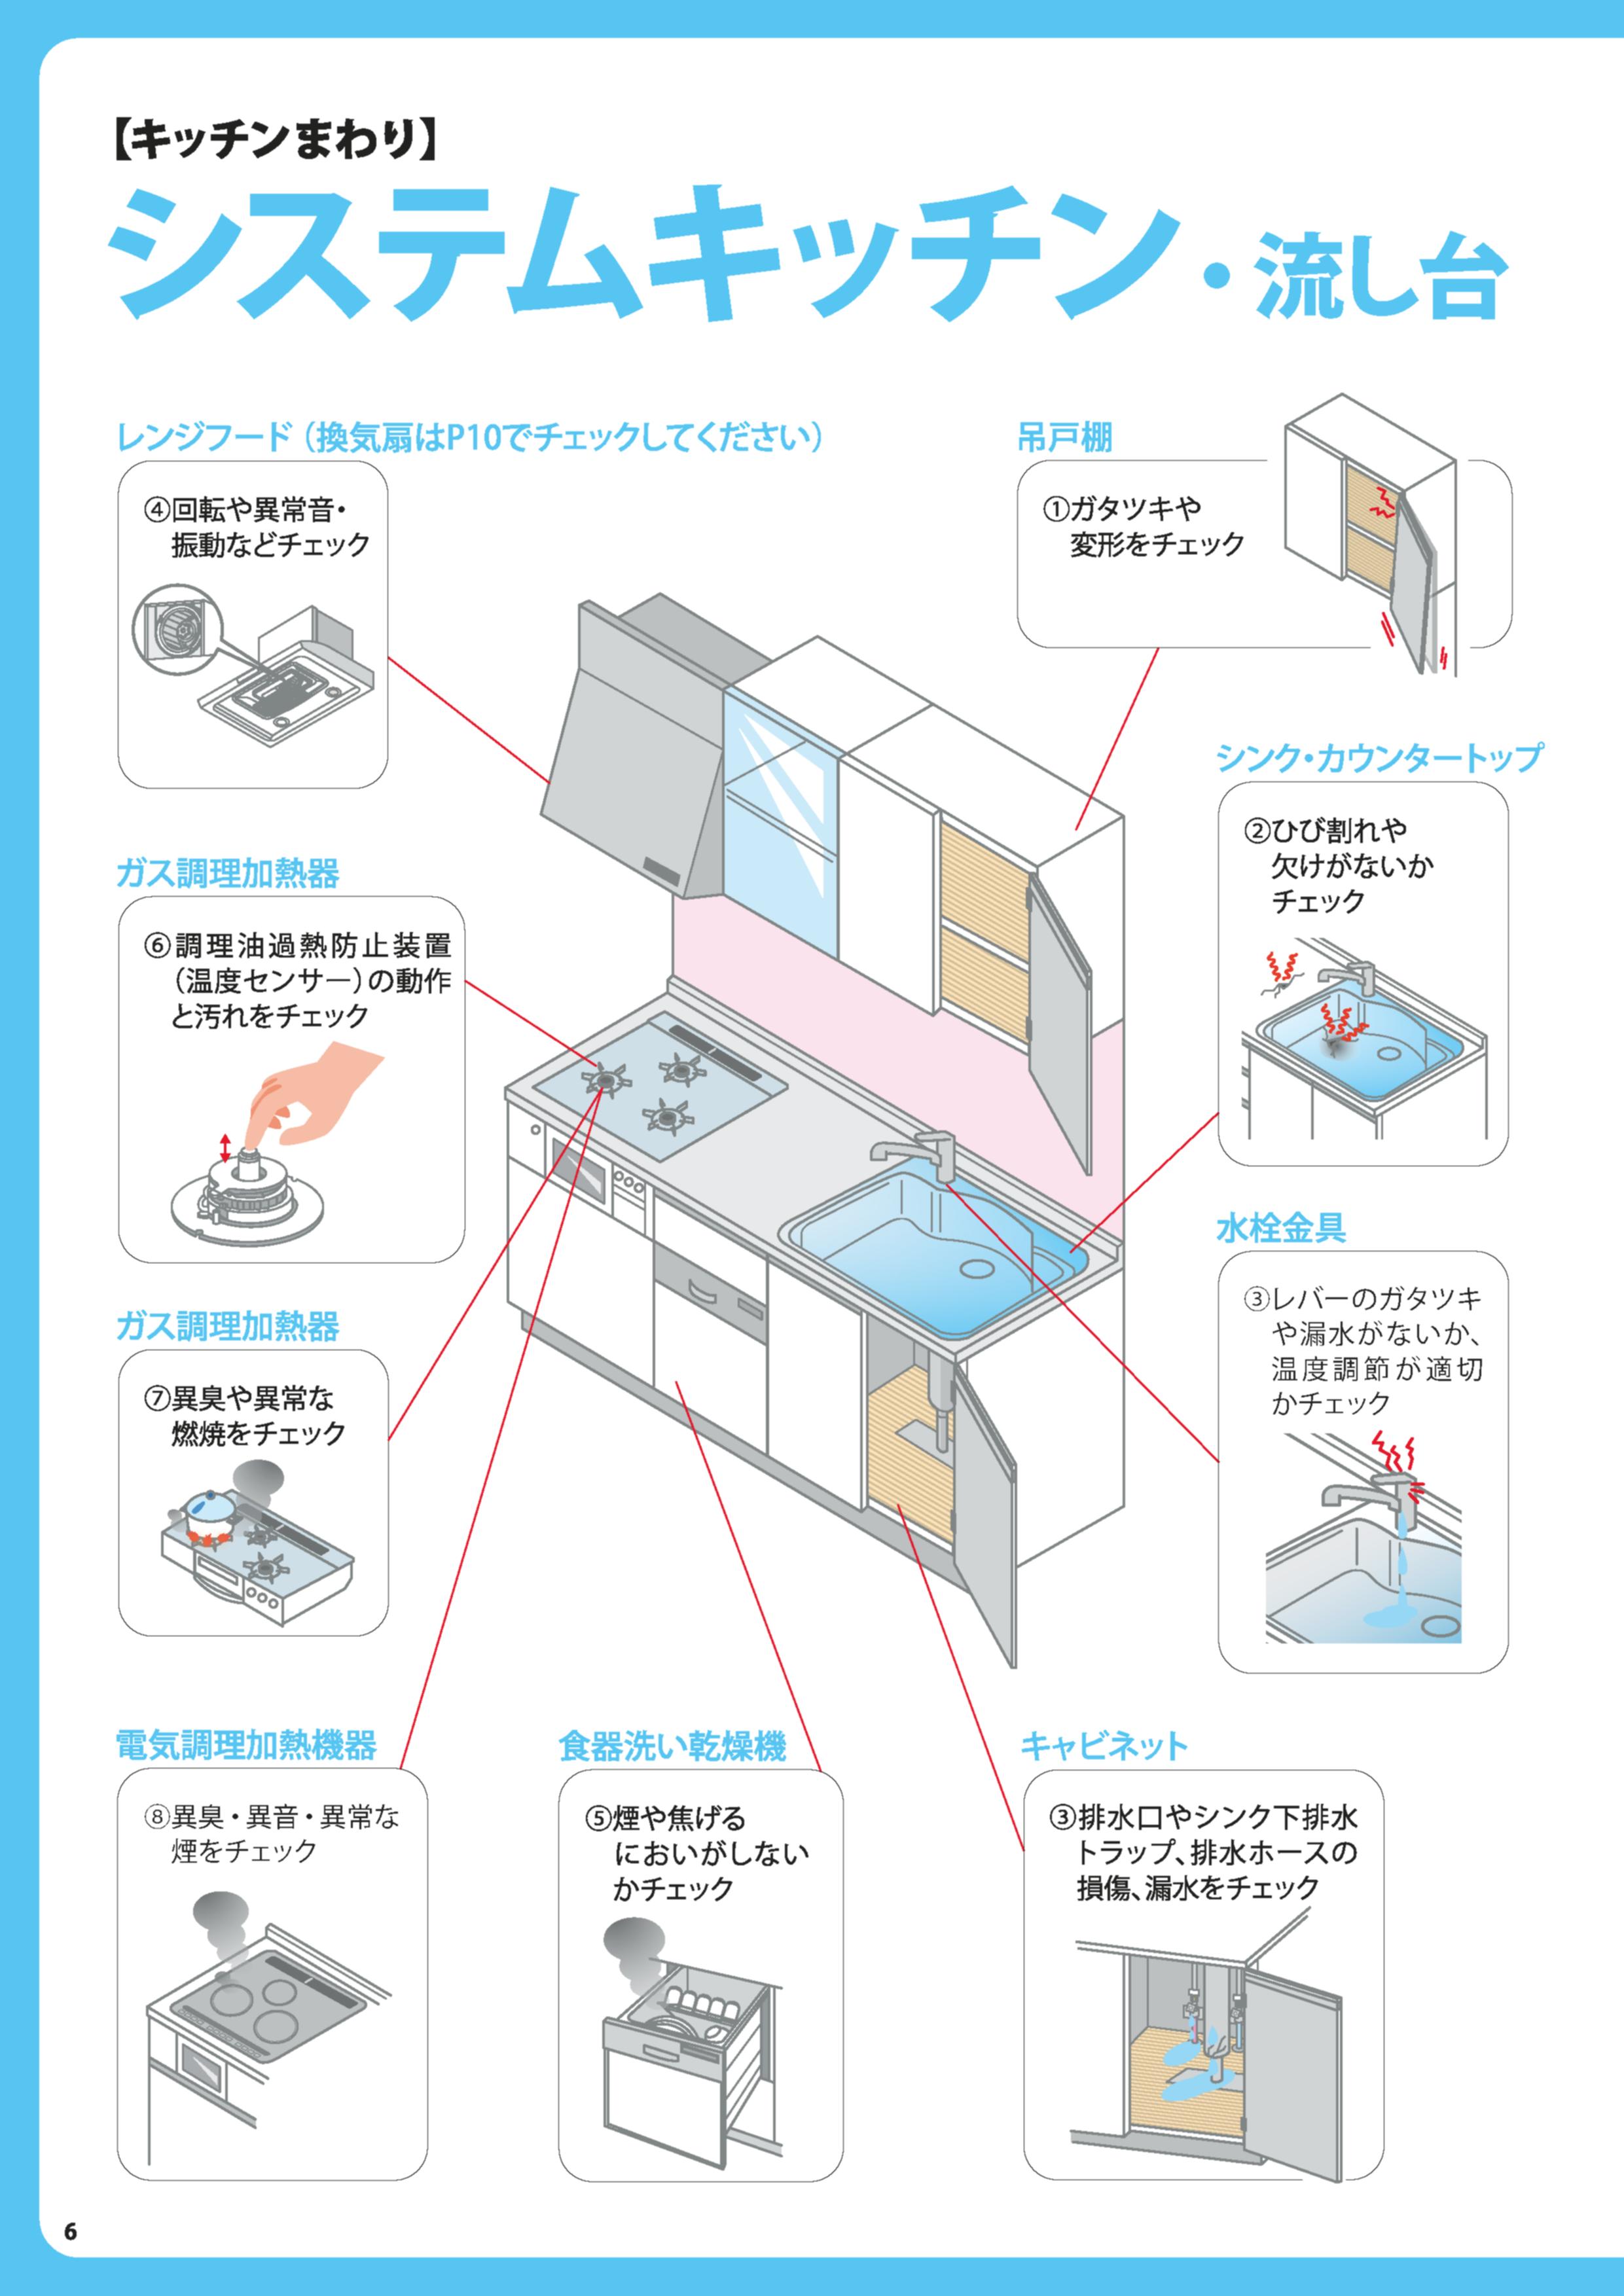 【キッチンまわり】
システムキッチン・流し台
レンジフード（換気扇はP10でチェックしてください）
④回転や異常音・
振動などチェック
吊戸棚
①ガタツキや
変形をチェック
シンク・カウンタートップ
②ひび割れや
欠けがないか
チェック
ガス調理加熱器
⑥調理油過熱防止装置
（温度センサー）の動作
と汚れをチェック
水栓金具
③レバーのガタツキ
や漏水がないか、
温度調節が適切
かチェック
ガス調理加熱器
⑦異臭や異常な
燃焼をチェック
電気調理加熱機器
⑧異臭・異音・異常な
煙をチェック
食器洗い乾燥機
⑤煙や焦げる
においがしない
かチェック
キャビネット
③排水口やシンク下排水
トラップ、排水ホースの
損傷、漏水をチェック
6